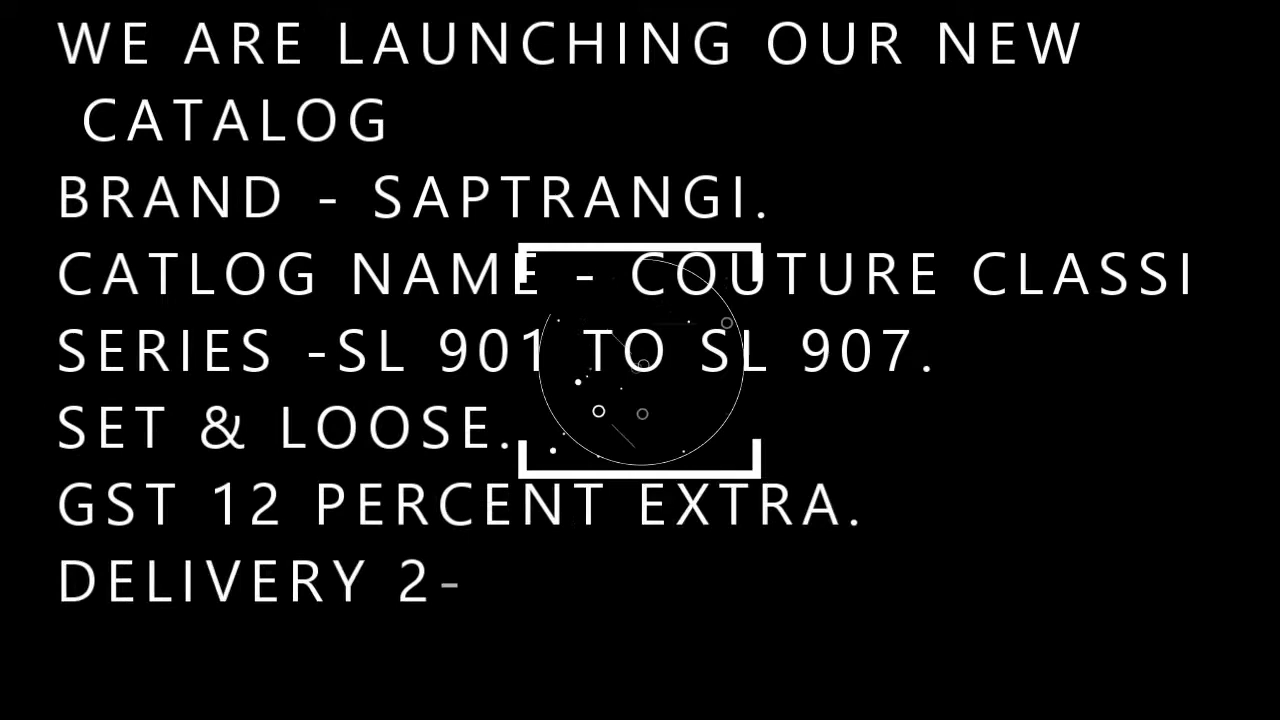 WE ARE LAUNCHING OUR NEW
CATALOG
BRAND - SAPTRANGI.
CATLOG NAME - COUTURE CLASSI
SERIES -SL 901 TO SL 907.
SET & LOOSE.
GST 12 PERCENT EXTRA.
DELIVERY 2-